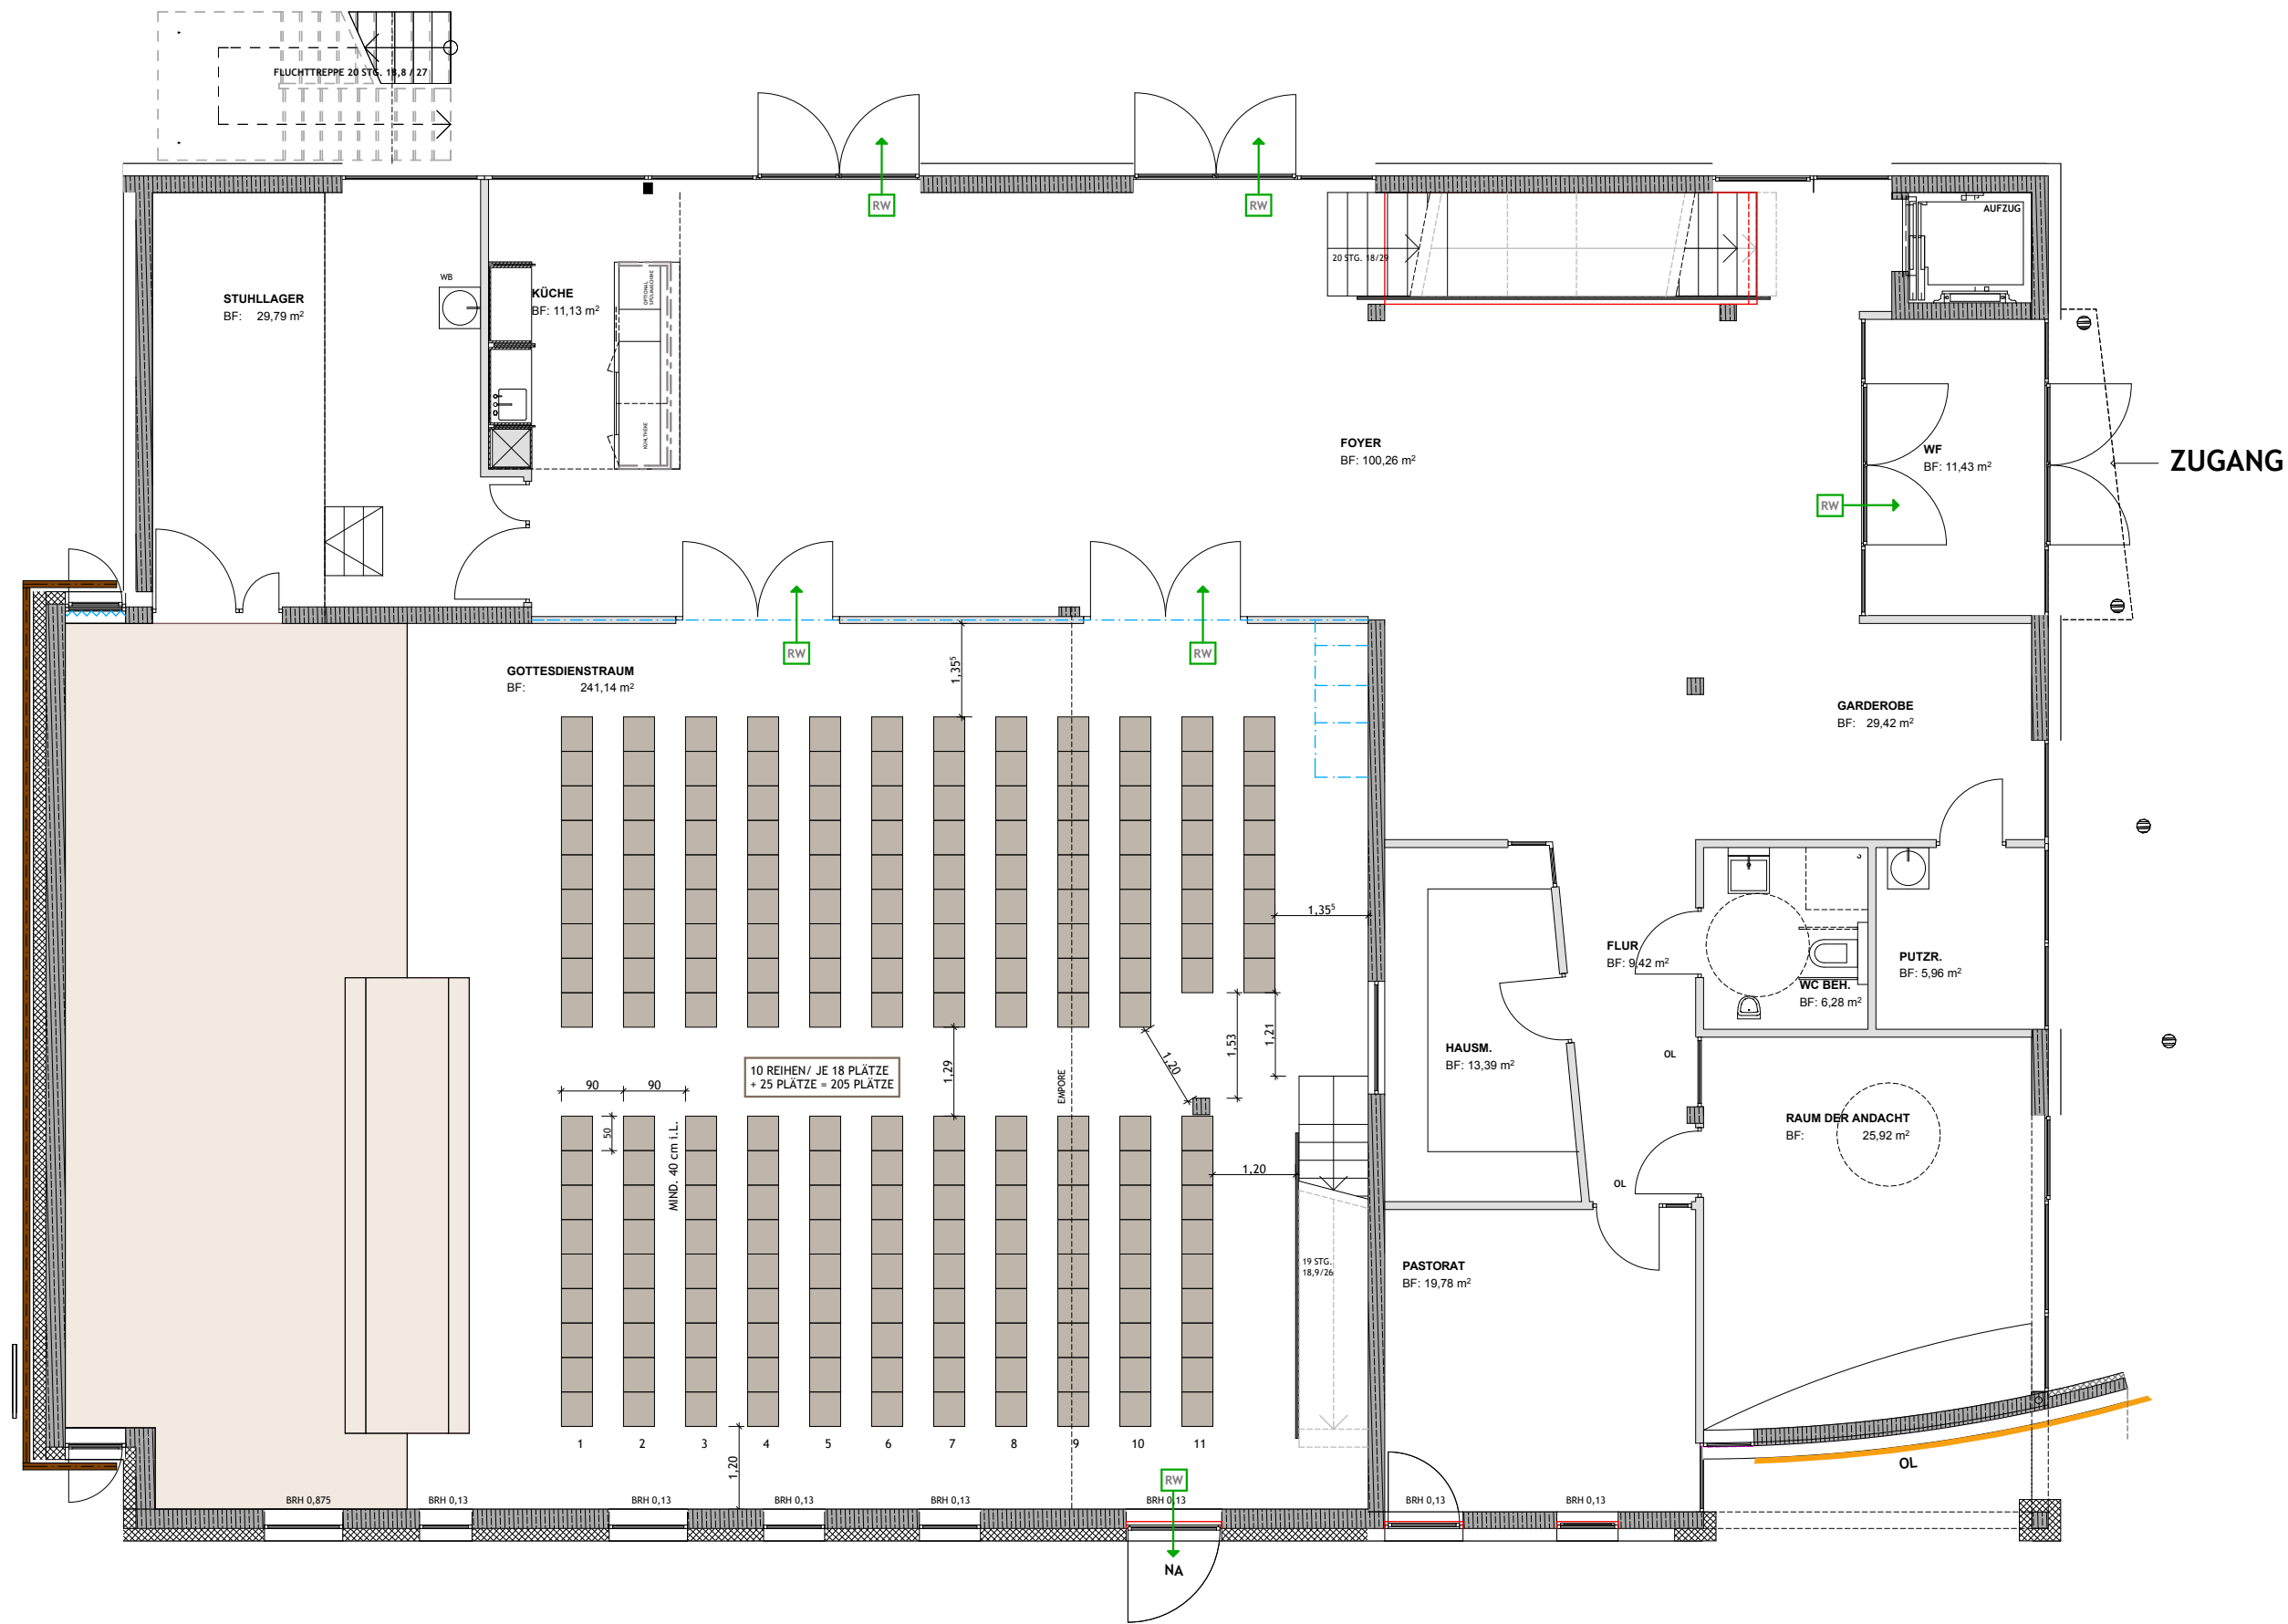 FLUCHTTREPPE 20 STG. 18,8 / 27
RW
RW
AUFZUG
20 STG. 18/29
WB
STUHLLAGER
BF: 29,79 m²
KÜCHE
BF: 11,13 m²
OPTIONAL
SPÜLMASCHINE
KÜHLTHEKE
FOYER
BF: 100,26 m²
WF
BF: 11,43 m²
ZUGANG
RW
RW
RW
GOTTESDIENSTRAUM
BF: 241,14 m²
1,35⁵
GARDEROBE
BF: 29,42 m²
1,35⁵
FLUR
BF: 9,42 m²
PUTZR.
BF: 5,96 m²
WC BEH.
BF: 6,28 m²
1,53
1,21
1,20
1,29
HAUSM.
BF: 13,39 m²
OL
10 REIHEN/ JE 18 PLÄTZE
+ 25 PLÄTZE = 205 PLÄTZE
90
90
50
MIND. 40 cm i.L.
EMPORE
RAUM DER ANDACHT
BF: 25,92 m²
1,20
OL
19 STG.
18,9/26
PASTORAT
BF: 19,78 m²
1
2
3
4
5
6
7
8
9
10
11
1,20
OL
RW
BRH 0,875
BRH 0,13
BRH 0,13
BRH 0,13
BRH 0,13
BRH 0,13
BRH 0,13
BRH 0,13
NA